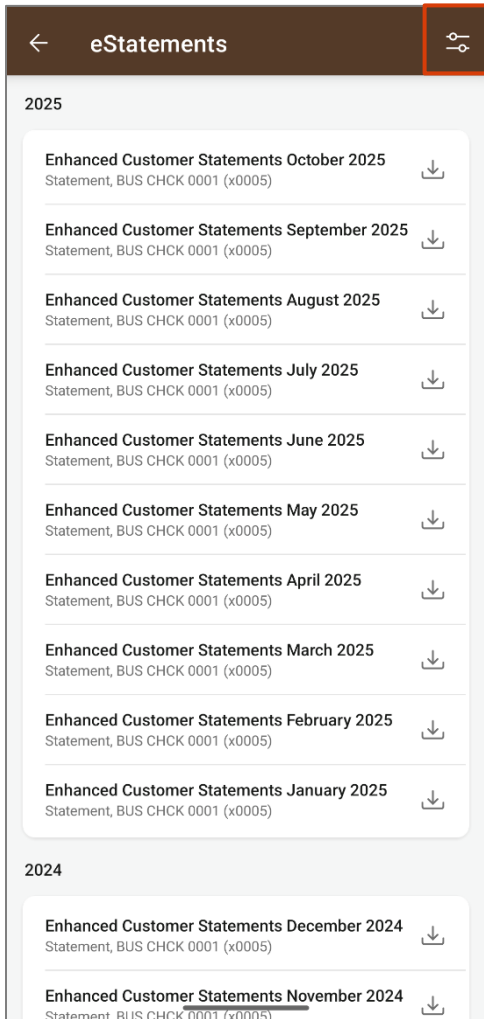 eStatements
2025
Enhanced Customer Statements October 2025
Statement, BUS CHCK 0001 (x0005)
Enhanced Customer Statements September 2025
Statement, BUS CHCK 0001 (x0005)
Enhanced Customer Statements August 2025
Statement, BUS CHCK 0001 (x0005)
Enhanced Customer Statements July 2025
Statement, BUS CHCK 0001 (x0005)
Enhanced Customer Statements June 2025
Statement, BUS CHCK 0001 (x0005)
Enhanced Customer Statements May 2025
Statement, BUS CHCK 0001 (x0005)
Enhanced Customer Statements April 2025
Statement, BUS CHCK 0001 (x0005)
Enhanced Customer Statements March 2025
Statement, BUS CHCK 0001 (x0005)
Enhanced Customer Statements February 2025
Statement, BUS CHCK 0001 (x0005)
Enhanced Customer Statements January 2025
Statement, BUS CHCK 0001 (x0005)
2024
Enhanced Customer Statements December 2024
Statement, BUS CHCK 0001 (x0005)
Enhanced Customer Statements November 2024
Statement, BUS CHCK 0001 (x0005)